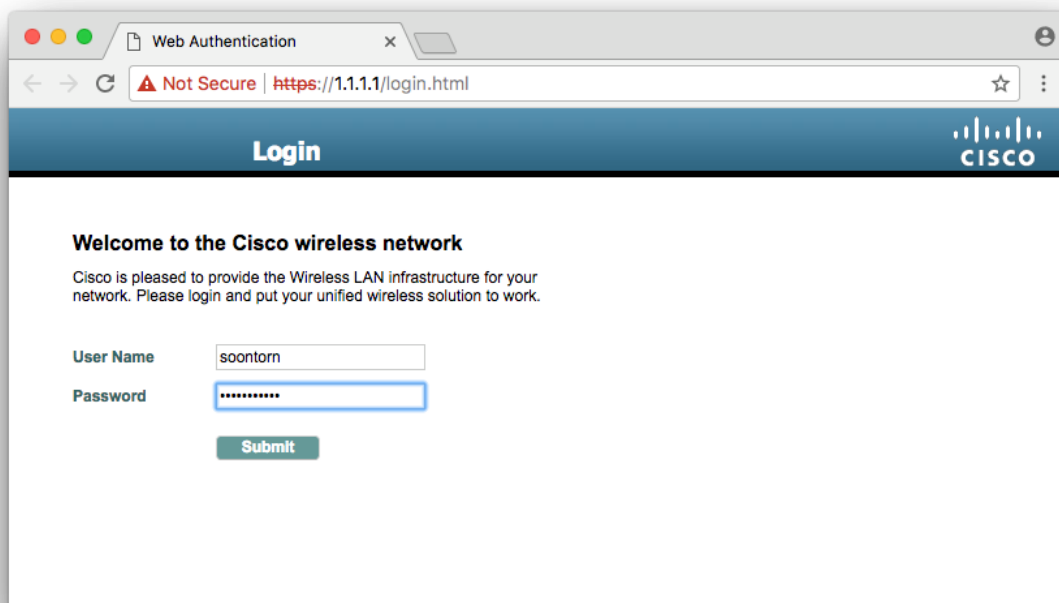 Web Authentication
Not Secure | https://1.1.1.1/login.html
Login
CISCO
Welcome to the Cisco wireless network
Cisco is pleased to provide the Wireless LAN infrastructure for your
network. Please login and put your unified wireless solution to work.
User Name soontorn
Password •••••••••••
Submit